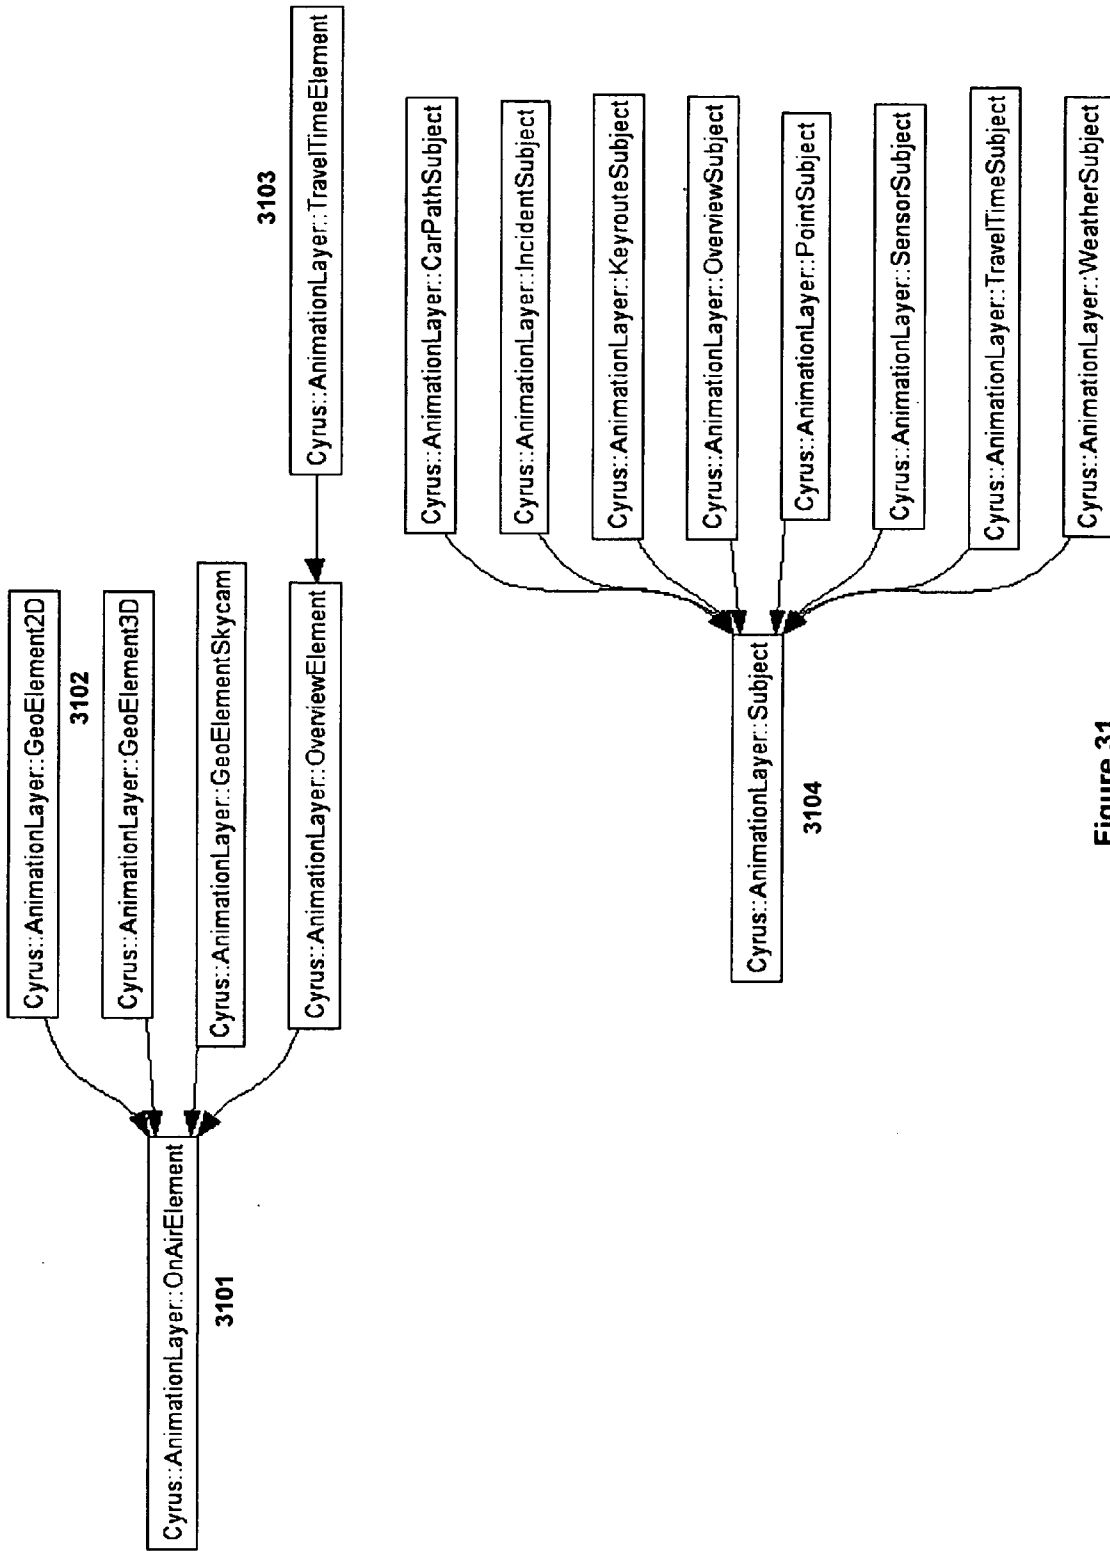 Cyrus::AnimationLayer::GeoElement2D
3102
Cyrus::AnimationLayer::GeoElement3D
Cyrus::AnimationLayer::OnAirElement
3101
Cyrus::AnimationLayer::GeoElementSkycam
3103
Cyrus::AnimationLayer::OverviewElement
Cyrus::AnimationLayer::TravelTimeElement
Cyrus::AnimationLayer::CarPathSubject
Cyrus::AnimationLayer::IncidentSubject
Cyrus::AnimationLayer::KeyrouteSubject
Cyrus::AnimationLayer::OverviewSubject
Cyrus::AnimationLayer::Subject
3104
Cyrus::AnimationLayer::PointSubject
Cyrus::AnimationLayer::SensorSubject
Cyrus::AnimationLayer::TravelTimeSubject
Cyrus::AnimationLayer::WeatherSubject
Figure 31